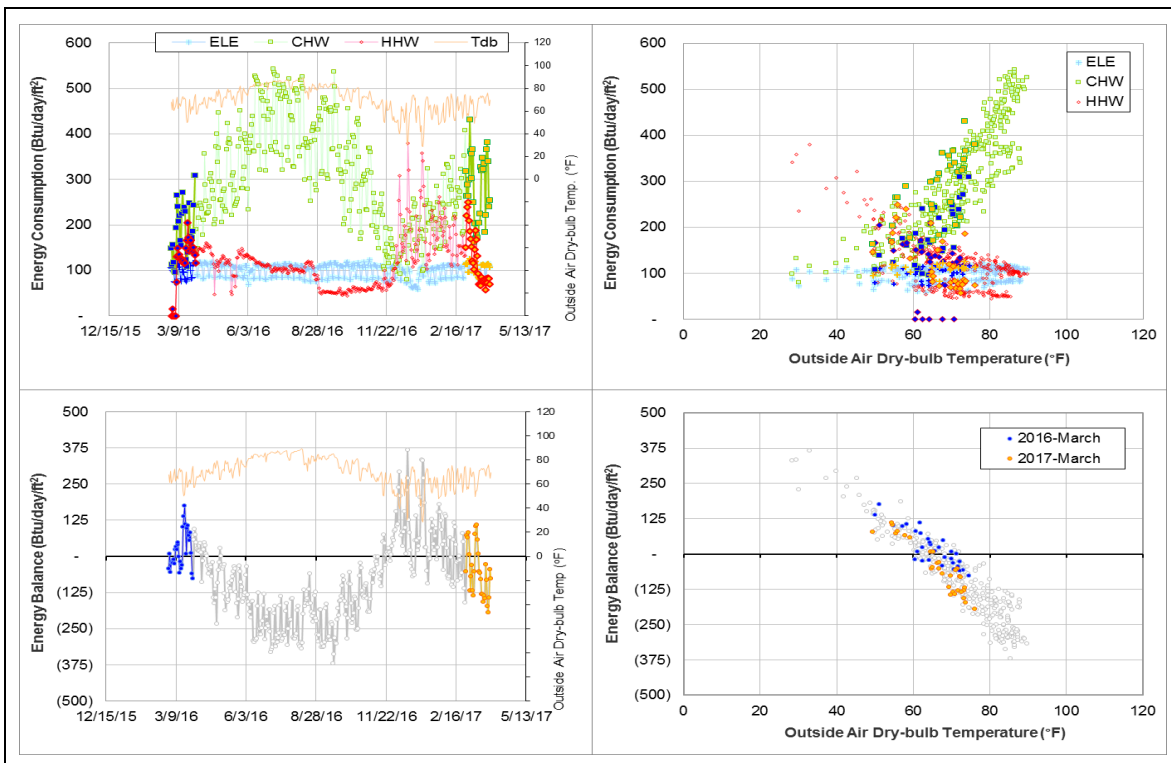 ELE CHW HHW Tdb
Energy Consumption (Btu/day/ft²)
600
500
400
300
200
100
-
120
100
80
60
40
20
0
Outside Air Dry-bulb Temp. (°F)
12/15/15 3/9/16 6/3/16 8/28/16 11/22/16 2/16/17 5/13/17
Energy Consumption (Btu/day/ft²)
600
500
400
300
200
100
-
ELE
CHW
HHW
0 20 40 60 80 100 120
Outside Air Dry-bulb Temperature (°F)
Energy Balance (Btu/day/ft²)
500
375
250
125
-
(125)
(250)
(375)
(500)
120
100
80
60
40
20
0
Outside Air Dry-bulb Temp (°F)
12/15/15 3/9/16 6/3/16 8/28/16 11/22/16 2/16/17 5/13/17
Energy Balance (Btu/day/ft²)
500
375
250
125
-
(125)
(250)
(375)
(500)
2016-March
2017-March
0 20 40 60 80 100 120
Outside Air Dry-bulb Temperature (°F)